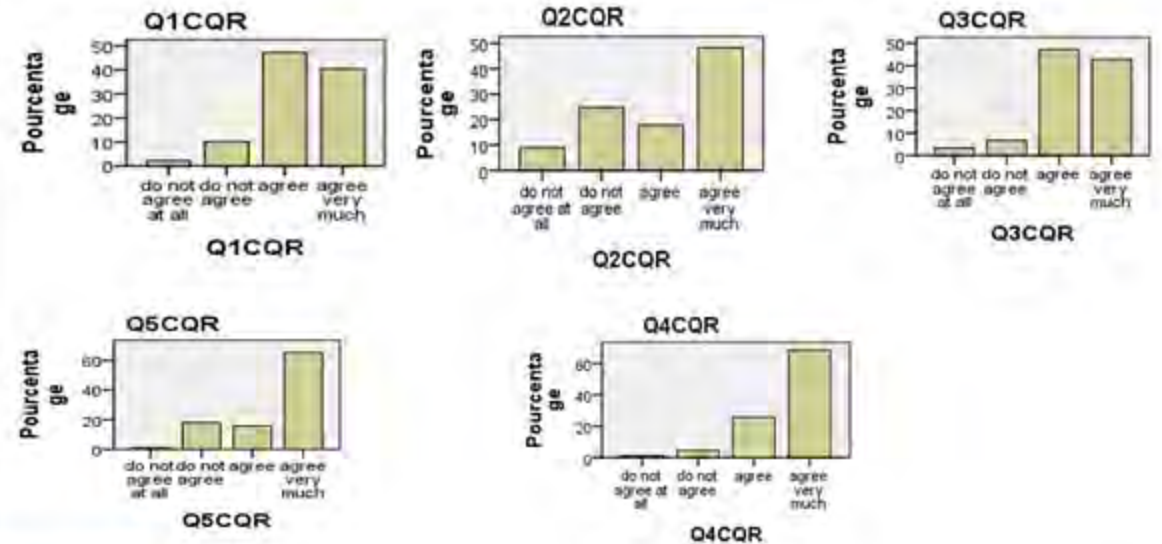 Q1CQR
Pourcenta
ge
50
40
30
20
10
0
do not agree at all
do not agree
agree
agree very much
Q1CQR
Q2CQR
Pourcenta
ge
50
40
30
20
10
0
do not agree at all
do not agree
agree
agree very much
Q2CQR
Q3CQR
Pourcenta
ge
50
40
30
20
10
0
do not agree at all
do not agree
agree
agree very much
Q3CQR
Q5CQR
Pourcenta
ge
60
40
20
0
do not agree at all
do not agree
agree
agree very much
Q5CQR
Q4CQR
Pourcenta
ge
60
40
20
0
do not agree at all
do not agree
agree
agree very much
Q4CQR